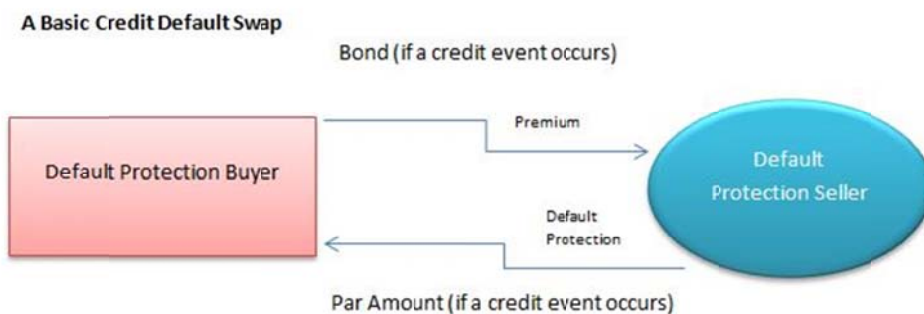 A Basic Credit Default Swap
Bond (if a credit event occurs)
Premium
Default Protection Buyer
Default
Protection Seller
Default
Protection
Par Amount (if a credit event occurs)